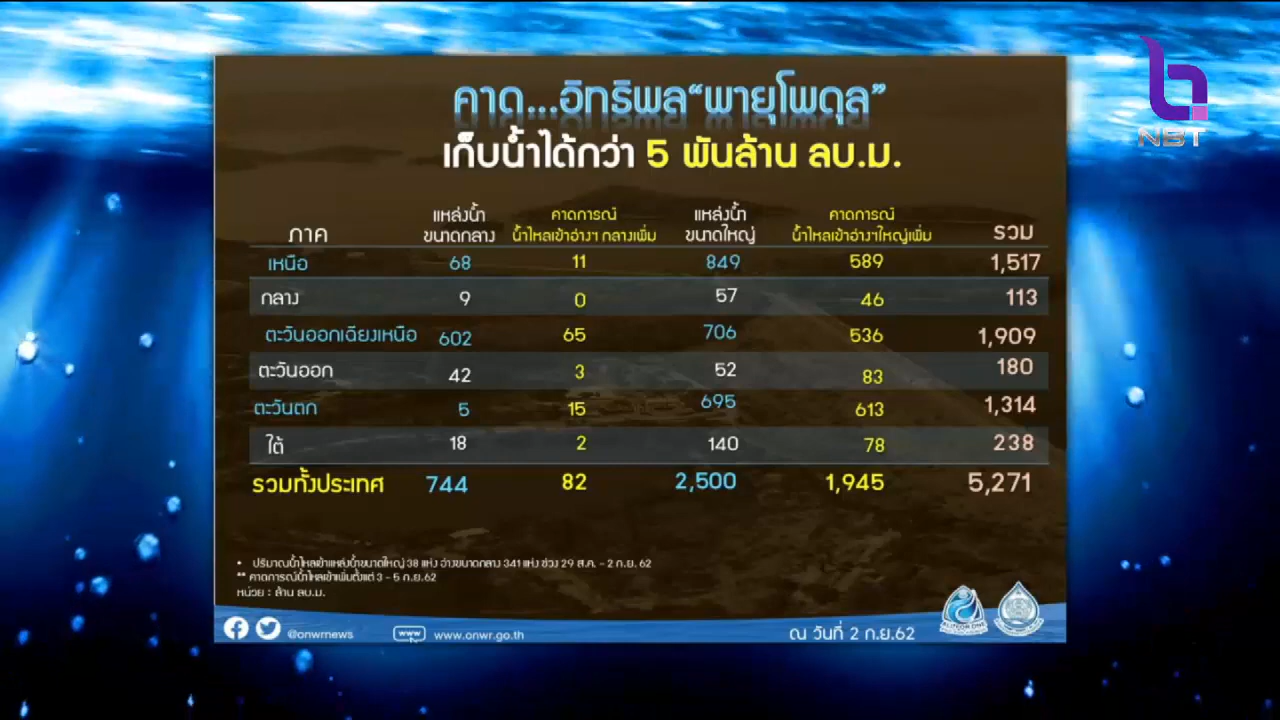 NBT
คาด...อิทธิพล“พายุโพดุล”
เก็บน้ำได้กว่า 5 พันล้าน ลบ.ม.
ภาค แหล่งน้ำ ขนาดกลาง คาดการณ์ น้ำไหลเข้าอ่างฯ กลางเพิ่ม แหล่งน้ำ ขนาดใหญ่ คาดการณ์ น้ำไหลเข้าอ่างฯใหญ่เพิ่ม รวม
เหนือ 68 11 849 589 1,517
กลาง 9 0 57 46 113
ตะวันออกเฉียงเหนือ 602 65 706 536 1,909
ตะวันออก 42 3 52 83 180
ตะวันตก 5 15 695 613 1,314
ใต้ 18 2 140 78 238
รวมทั้งประเทศ 744 82 2,500 1,945 5,271
• ปริมาณน้ำไหลเข้าแหล่งน้ำขนาดใหญ่ 38 แห่ง อ่างขนาดกลาง 341 แห่ง ช่วง 29 ส.ค. - 2 ก.ย. 62
** คาดการณ์น้ำไหลเข้าเพิ่มตั้งแต่ 3 - 5 ก.ย.62
หน่วย : ล้าน ลบ.ม.
@onwrnews www www.onwr.go.th ณ วันที่ 2 ก.ย.62